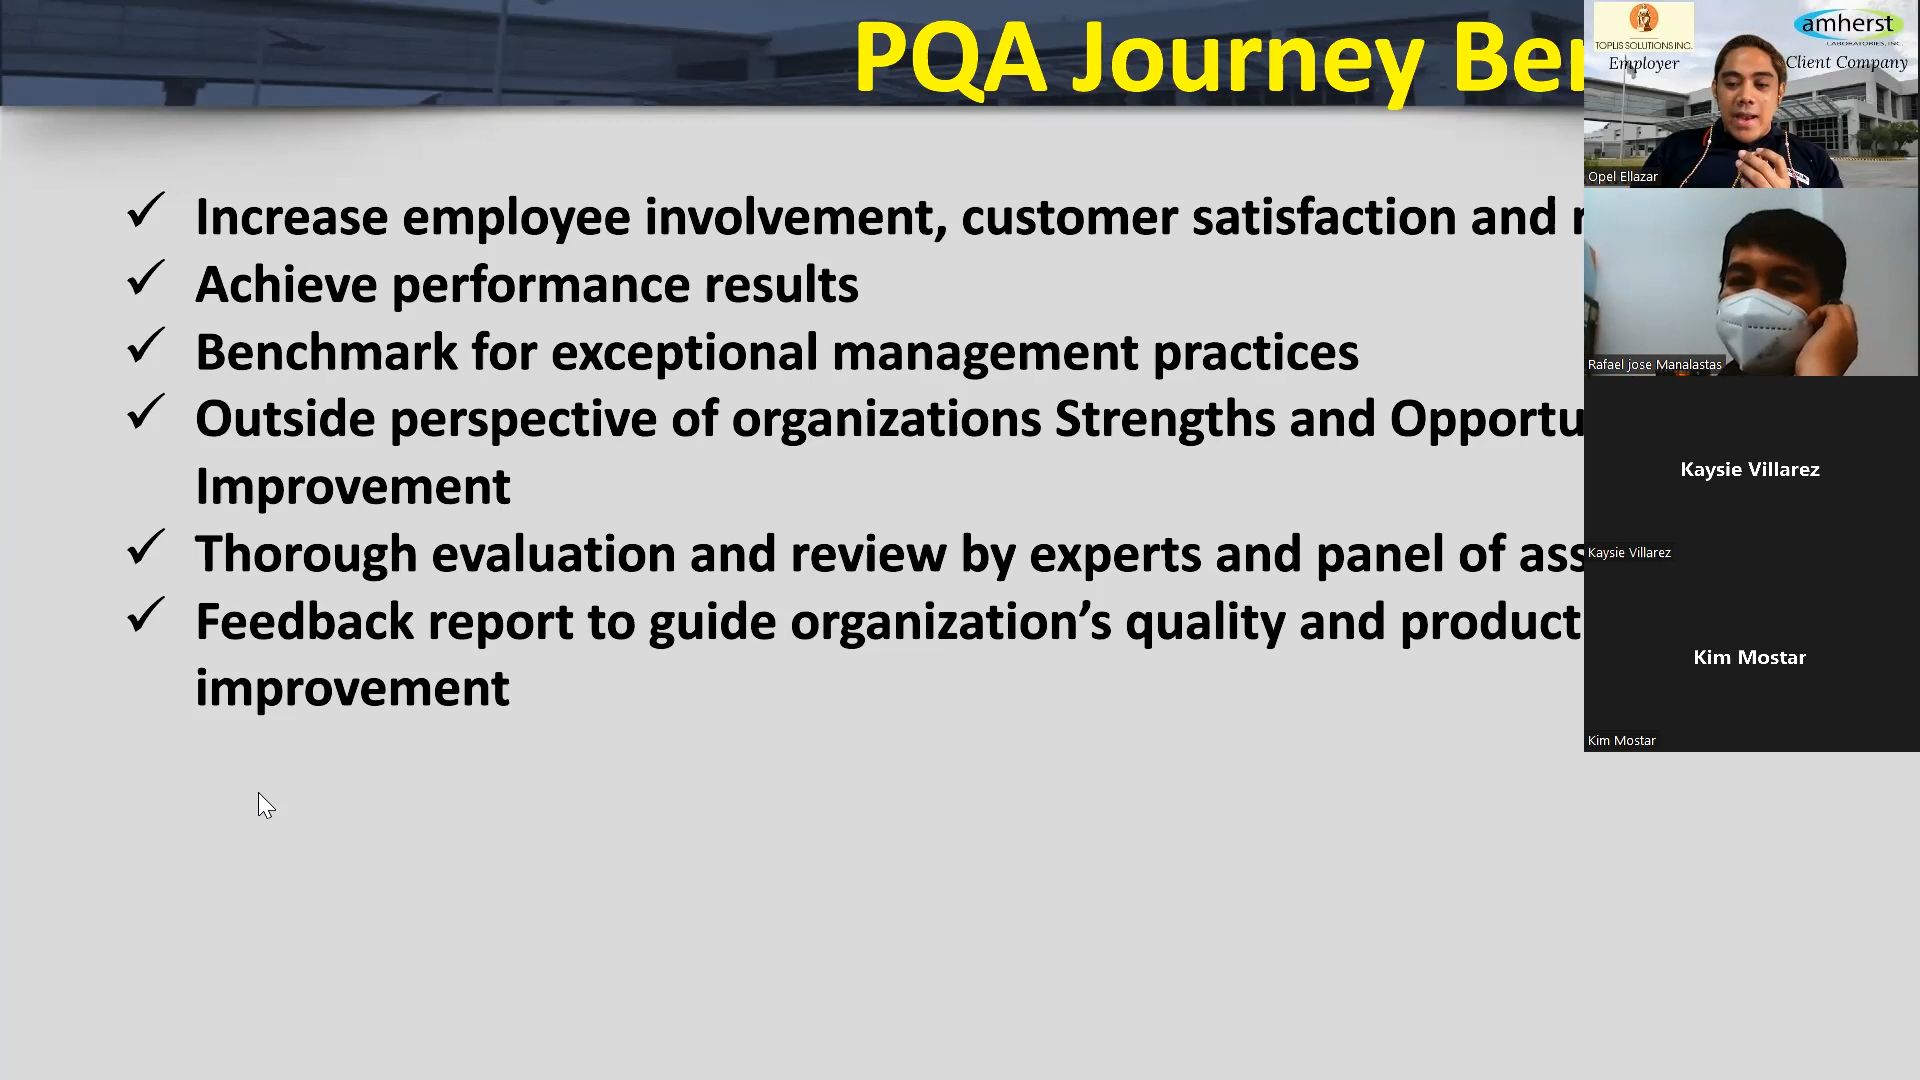 PQA Journey Be
Increase employee involvement, customer satisfaction and
Achieve performance results
Benchmark for exceptional management practices
Outside perspective of organizations Strengths and Opportu
Improvement
Thorough evaluation and review by experts and panel of ass
Feedback report to guide organization’s quality and product
improvement
TOPLIS SOLUTIONS INC.
Employer
amherst
LABORATORIES, INC.
Client Company
Opel Ellazar
Rafael jose Manalastas
Kaysie Villarez
Kaysie Villarez
Kim Mostar
Kim Mostar